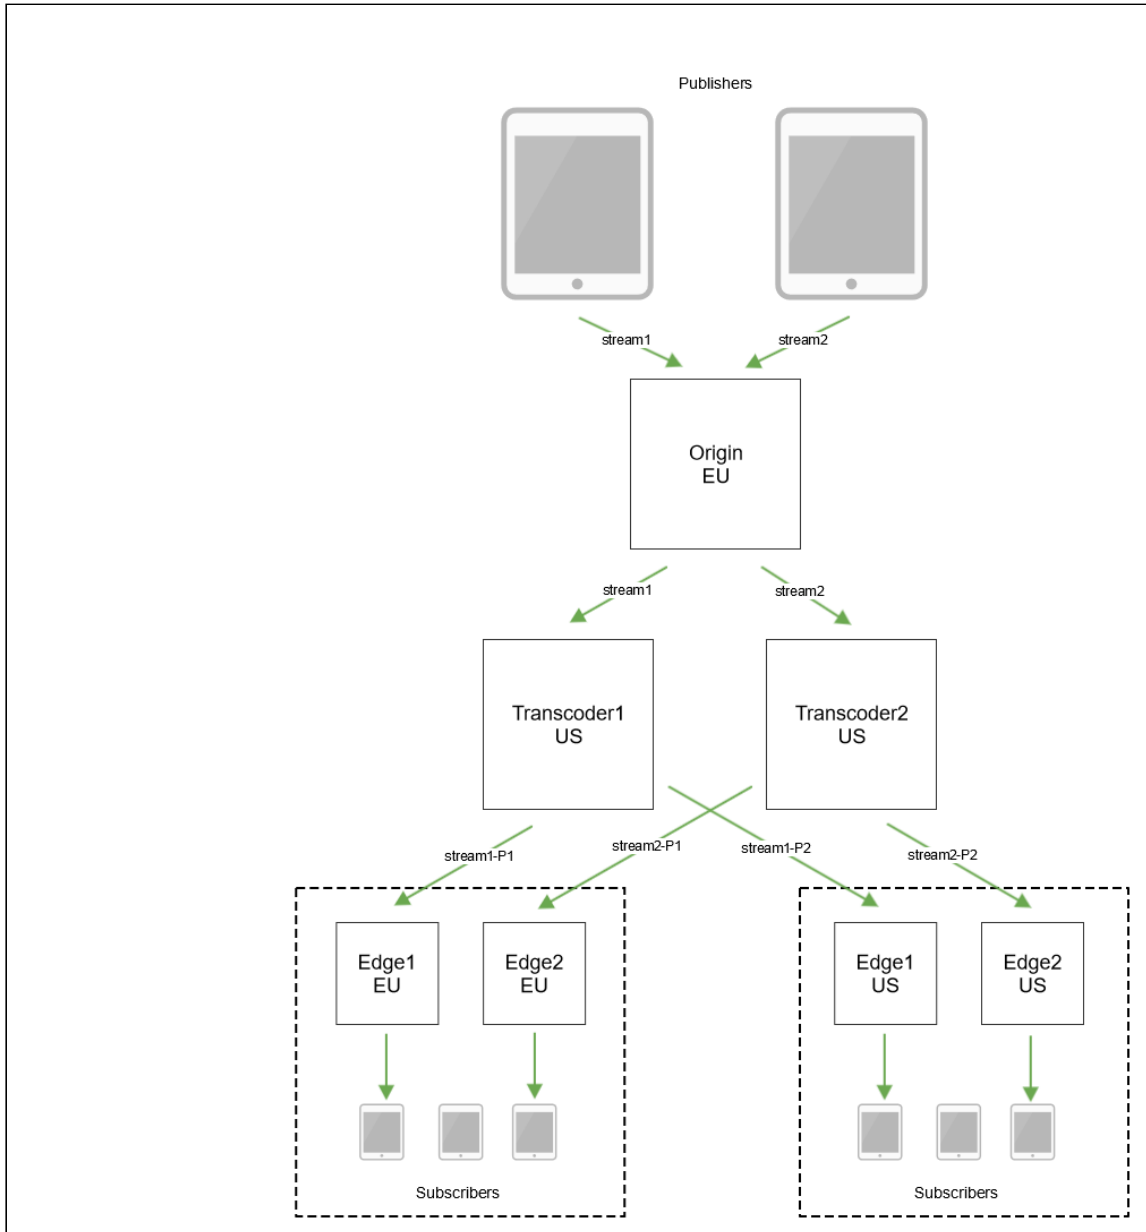 Publishers
stream1
stream2
Origin
EU
stream1
stream2
Transcoder1
US
Transcoder2
US
stream1-P1
stream2-P1
stream1-P2
stream2-P2
Edge1
EU
Edge2
EU
Edge1
US
Edge2
US
Subscribers
Subscribers